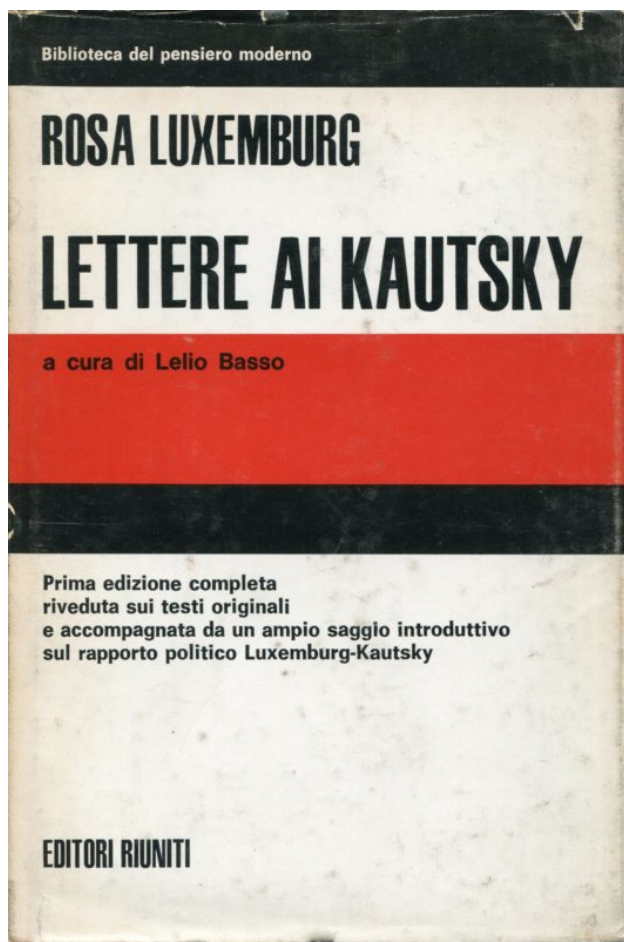 Biblioteca del pensiero moderno
ROSA LUXEMBURG
LETTERE AI KAUTSKY
a cura di Lelio Basso
Prima edizione completa
riveduta sui testi originali
e accompagnata da un ampio saggio introduttivo
sul rapporto politico Luxemburg-Kautsky
EDITORI RIUNITI